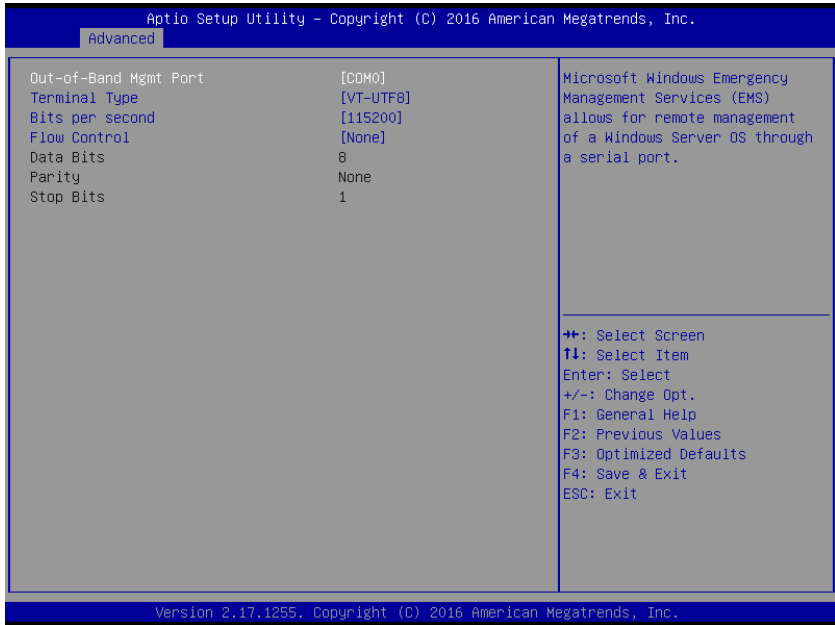 Aptio Setup Utility – Copyright (C) 2016 American Megatrends, Inc.
Advanced
Out-of-Band Mgmt Port [COM0]
Terminal Type [VT-UTF8]
Bits per second [115200]
Flow Control [None]
Data Bits 8
Parity None
Stop Bits 1
Microsoft Windows Emergency
Management Services (EMS)
allows for remote management
of a Windows Server OS through
a serial port.
→←: Select Screen
↑↓: Select Item
Enter: Select
+/-: Change Opt.
F1: General Help
F2: Previous Values
F3: Optimized Defaults
F4: Save & Exit
ESC: Exit
Version 2.17.1255. Copyright (C) 2016 American Megatrends, Inc.